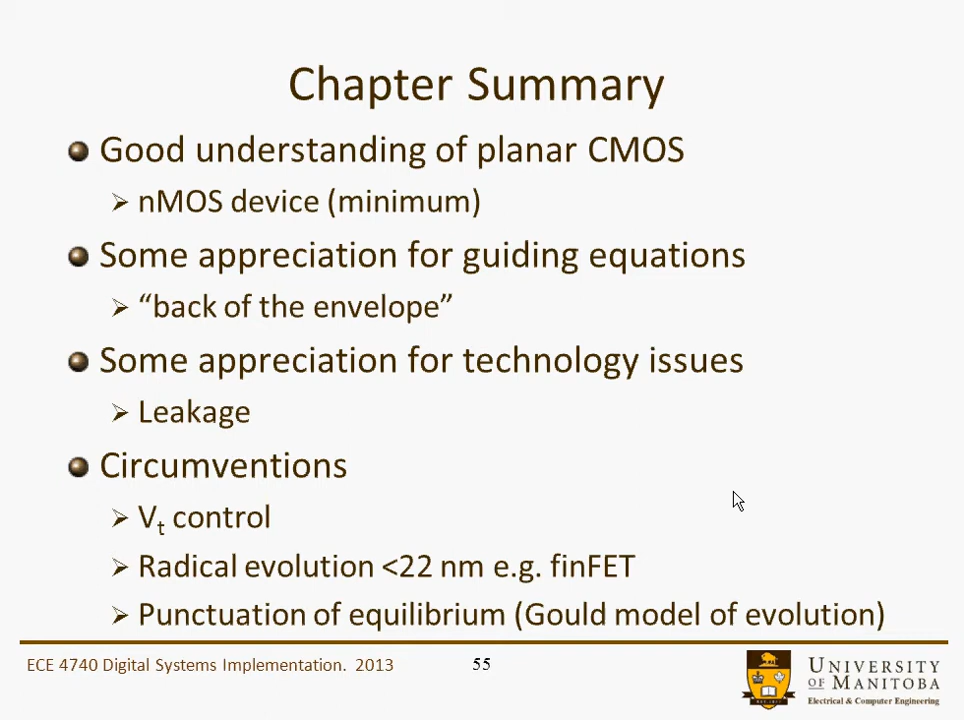 Chapter Summary
Good understanding of planar CMOS
nMOS device (minimum)
Some appreciation for guiding equations
“back of the envelope”
Some appreciation for technology issues
Leakage
Circumventions
Vt control
Radical evolution <22 nm e.g. finFET
Punctuation of equilibrium (Gould model of evolution)
ECE 4740 Digital Systems Implementation. 2013
55
UNIVERSITY
OF MANITOBA
Electrical & Computer Engineering